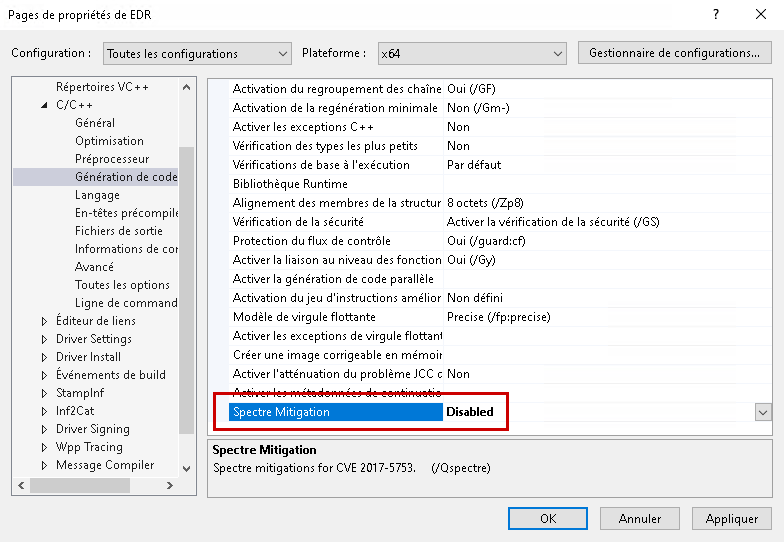 Pages de propriétés de EDR
Configuration : Toutes les configurations Plateforme : x64 Gestionnaire de configurations...
Répertoires VC++
C/C++
Général
Optimisation
Préprocesseur
Génération de code
Langage
En-têtes précompile
Fichiers de sortie
Informations de cor
Avancé
Toutes les options
Ligne de command
Éditeur de liens
Driver Settings
Driver Install
Événements de build
StampInf
Inf2Cat
Driver Signing
Wpp Tracing
Message Compiler
Activation du regroupement des chaîne Oui (/GF)
Activation de la regénération minimale Non (/Gm-)
Activer les exceptions C++ Non
Vérification des types les plus petits Non
Vérifications de base à l'exécution Par défaut
Bibliothèque Runtime
Alignement des membres de la structur 8 octets (/Zp8)
Vérification de la sécurité Activer la vérification de la sécurité (/GS)
Protection du flux de contrôle Oui (/guard:cf)
Activer la liaison au niveau des fonction Oui (/Gy)
Activer la génération de code parallèle
Activation du jeu d'instructions amélior Non défini
Modèle de virgule flottante Precise (/fp:precise)
Activer les exceptions de virgule flottant
Créer une image corrigeable en mémoir
Activer l'atténuation du problème JCC d Non
Activer les métadonnées de continuatio
Spectre Mitigation Disabled
Spectre Mitigation
Spectre mitigations for CVE 2017-5753. (/Qspectre)
OK Annuler Appliquer